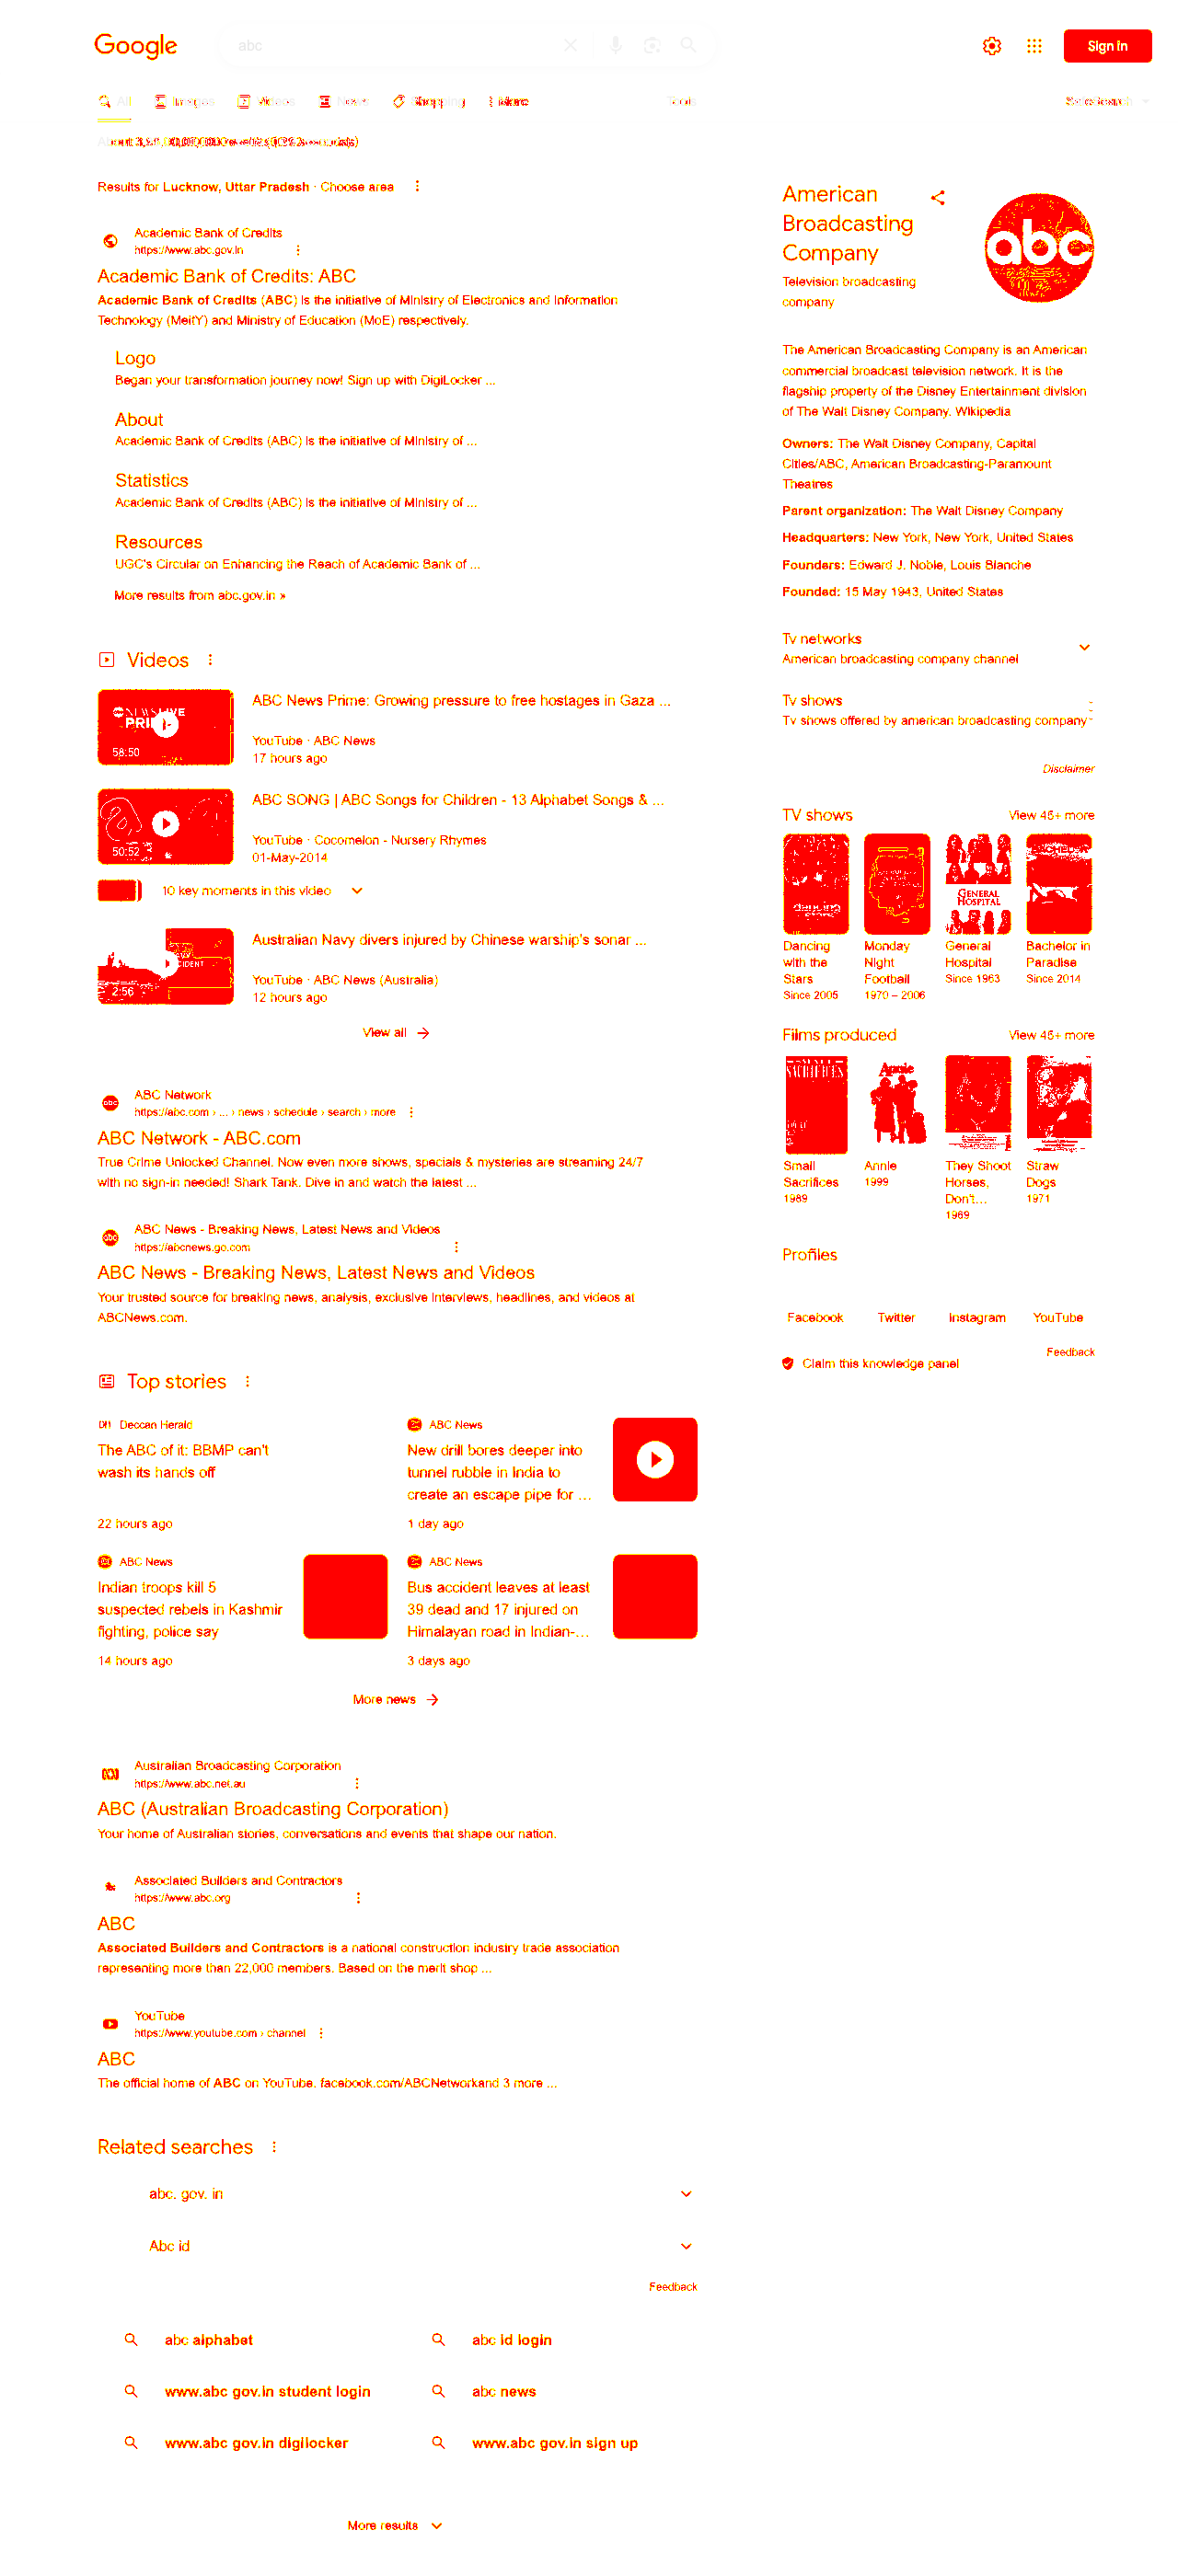 Google
abc
Sign in
All
Images
Videos
News
Shopping
More
Tools
SafeSearch
Results for Lucknow, Uttar Pradesh · Choose area
Academic Bank of Credits
https://www.abc.gov.in
Academic Bank of Credits: ABC
Academic Bank of Credits (ABC) is the initiative of Ministry of Electronics and Information
Technology (MeitY) and Ministry of Education (MoE) respectively.
Logo
Began your transformation journey now! Sign up with DigiLocker ...
About
Academic Bank of Credits (ABC) is the initiative of Ministry of ...
Statistics
Academic Bank of Credits (ABC) is the initiative of Ministry of ...
Resources
UGC's Circular on Enhancing the Reach of Academic Bank of ...
More results from abc.gov.in »
Videos
58:50
ABC News Prime: Growing pressure to free hostages in Gaza ...
YouTube · ABC News
17 hours ago
50:52
ABC SONG | ABC Songs for Children - 13 Alphabet Songs & ...
YouTube · Cocomelon - Nursery Rhymes
01-May-2014
10 key moments in this video
2:56
Australian Navy divers injured by Chinese warship's sonar ...
YouTube · ABC News (Australia)
12 hours ago
View all
ABC Network
https://abc.com › ... › news › schedule › search › more
ABC Network - ABC.com
True Crime Unlocked Channel. Now even more shows, specials & mysteries are streaming 24/7
with no sign-in needed! Shark Tank. Dive in and watch the latest ...
ABC News - Breaking News, Latest News and Videos
https://abcnews.go.com
ABC News - Breaking News, Latest News and Videos
Your trusted source for breaking news, analysis, exclusive interviews, headlines, and videos at
ABCNews.com.
Top stories
DH Deccan Herald
The ABC of it: BBMP can't
wash its hands off
22 hours ago
ABC News
New drill bores deeper into
tunnel rubble in India to
create an escape pipe for ...
1 day ago
ABC News
Indian troops kill 5
suspected rebels in Kashmir
fighting, police say
14 hours ago
ABC News
Bus accident leaves at least
39 dead and 17 injured on
Himalayan road in Indian-...
3 days ago
More news
Australian Broadcasting Corporation
https://www.abc.net.au
ABC (Australian Broadcasting Corporation)
Your home of Australian stories, conversations and events that shape our nation.
Associated Builders and Contractors
https://www.abc.org
ABC
Associated Builders and Contractors is a national construction industry trade association
representing more than 22,000 members. Based on the merit shop ...
YouTube
https://www.youtube.com › channel
ABC
The official home of ABC on YouTube. facebook.com/ABCNetworkand 3 more ...
Related searches
abc. gov. in
Abc id
Feedback
abc alphabet
abc id login
www.abc gov.in student login
abc news
www.abc gov.in digilocker
www.abc gov.in sign up
More results
American
Broadcasting
Company
abc
Television broadcasting
company
The American Broadcasting Company is an American
commercial broadcast television network. It is the
flagship property of the Disney Entertainment division
of The Walt Disney Company. Wikipedia
Owners: The Walt Disney Company, Capital
Cities/ABC, American Broadcasting-Paramount
Theatres
Parent organization: The Walt Disney Company
Headquarters: New York, New York, United States
Founders: Edward J. Noble, Louis Blanche
Founded: 15 May 1943, United States
Tv networks
American broadcasting company channel
Tv shows
Tv shows offered by american broadcasting company
Disclaimer
TV shows
View 45+ more
GENERAL
HOSPITAL
Dancing
with the
Stars
Since 2005
Monday
Night
Football
1970 – 2006
General
Hospital
Since 1963
Bachelor in
Paradise
Since 2014
Films produced
View 45+ more
SACRIFICES
Annie
Small
Sacrifices
1989
Annie
1999
They Shoot
Horses,
Don't...
1969
Straw
Dogs
1971
Profiles
Facebook
Twitter
Instagram
YouTube
Feedback
Claim this knowledge panel